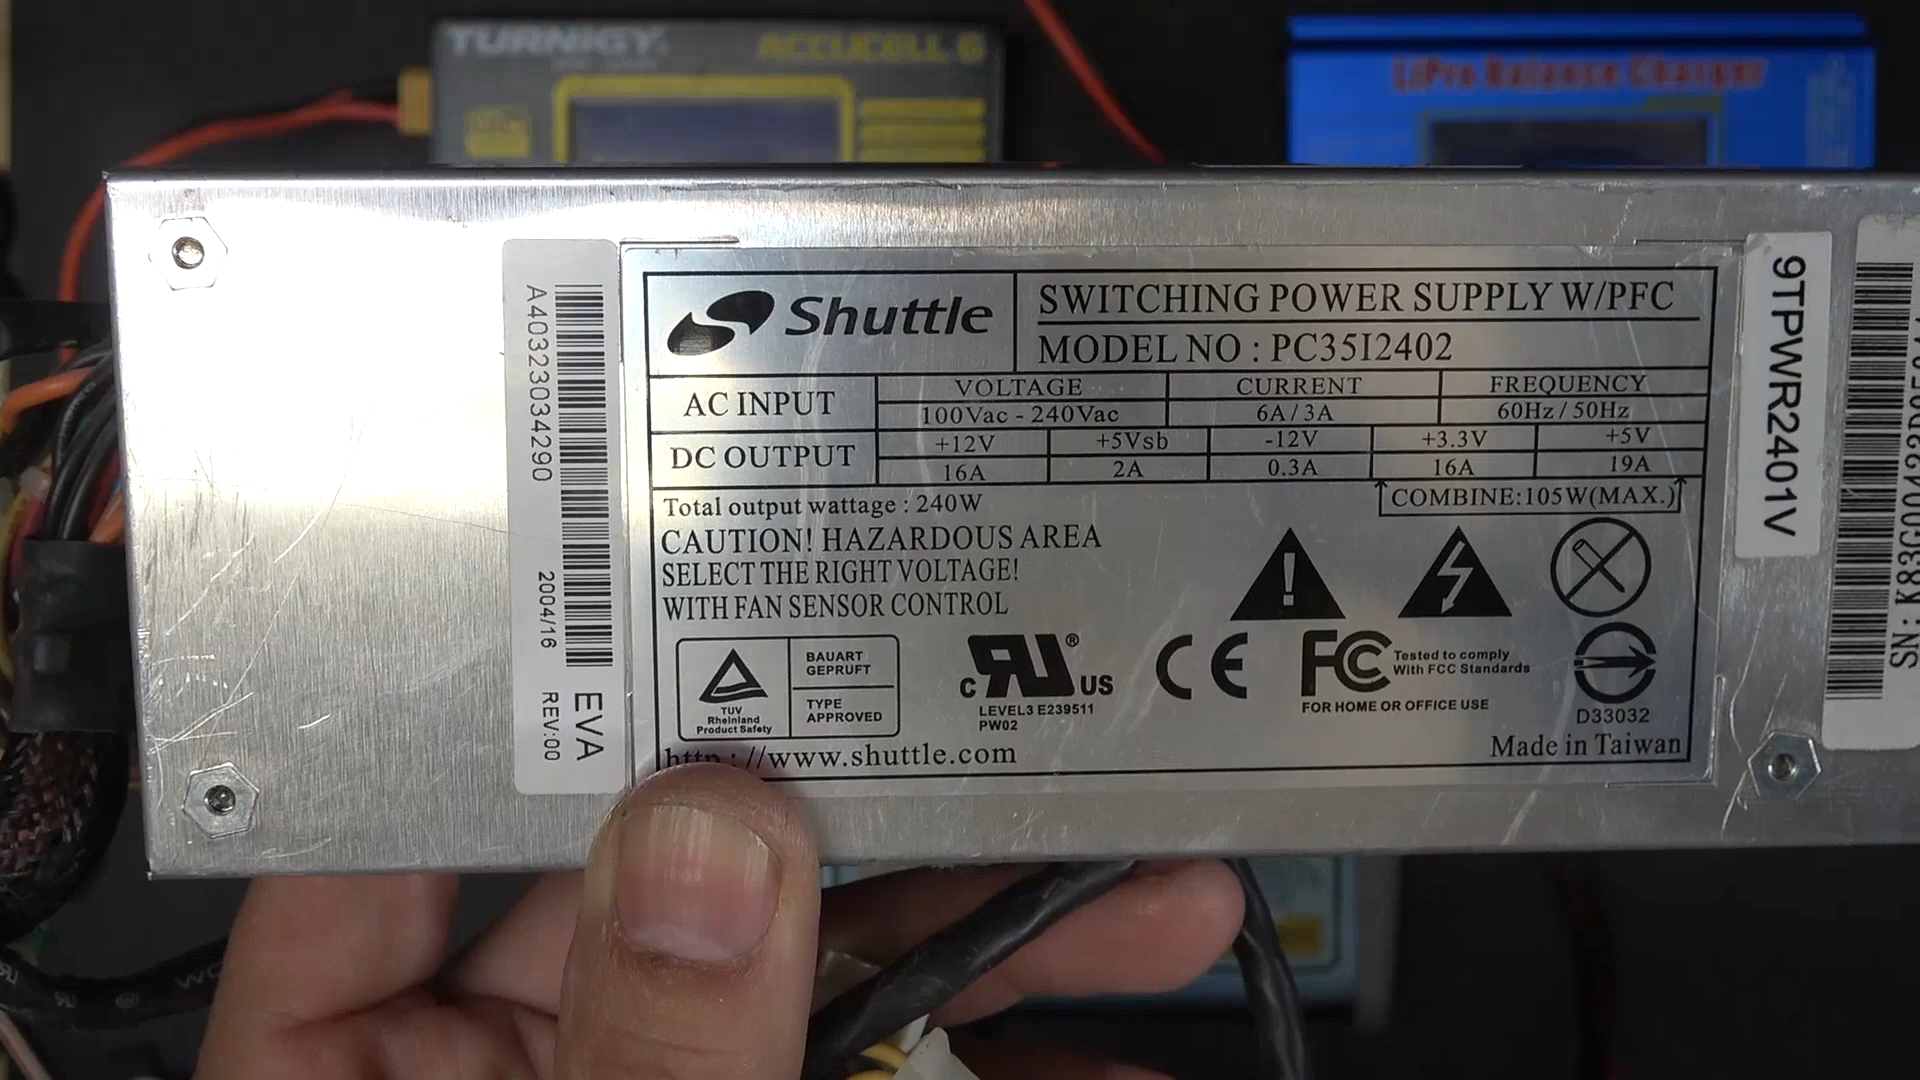 TURNIGY
ACCUCELL 6
LiPro Balance Charger
A40323034290
2004/16
EVA
REV:00
Shuttle
SWITCHING POWER SUPPLY W/PFC
MODEL NO : PC35I2402
AC INPUT
VOLTAGE CURRENT FREQUENCY
100Vac - 240Vac 6A / 3A 60Hz / 50Hz
DC OUTPUT
+12V +5Vsb -12V +3.3V +5V
16A 2A 0.3A 16A 19A
Total output wattage : 240W
COMBINE:105W(MAX.)
CAUTION! HAZARDOUS AREA
SELECT THE RIGHT VOLTAGE!
WITH FAN SENSOR CONTROL
TUV
Rheinland
Product Safety
BAUART
GEPRUFT
TYPE
APPROVED
C RU ® US
LEVEL3 E239511
PW02
CE
FC Tested to comply
With FCC Standards
FOR HOME OR OFFICE USE
D33032
http://www.shuttle.com
Made in Taiwan
9TPWR2401V